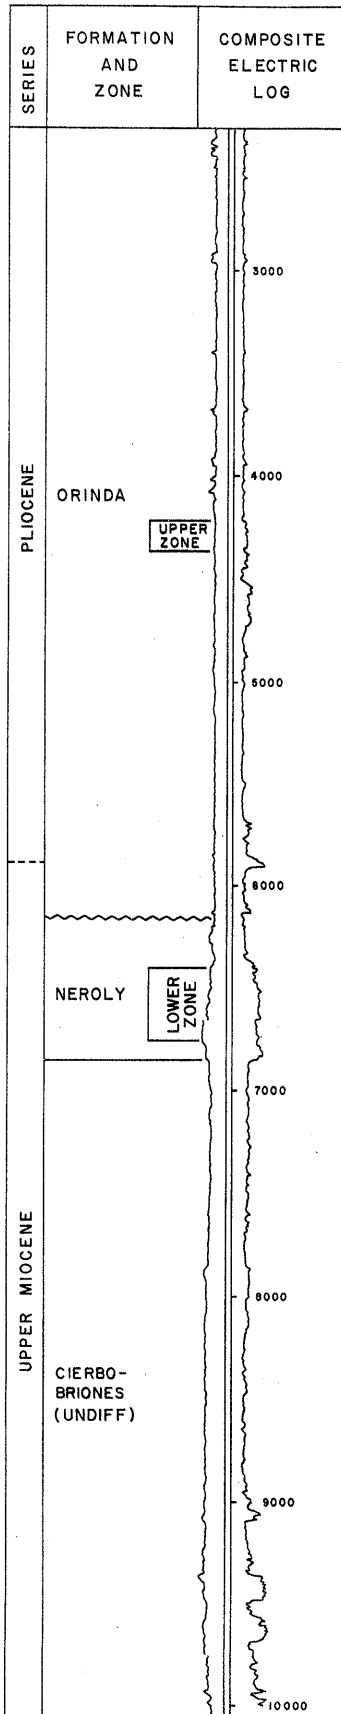 SERIES
FORMATION
AND
ZONE
COMPOSITE
ELECTRIC
LOG
3000
PLIOCENE
ORINDA
4000
UPPER
ZONE
5000
6000
NEROLY
LOWER
ZONE
7000
UPPER MIOCENE
8000
CIERBO-
BRIONES
(UNDIFF)
9000
10000